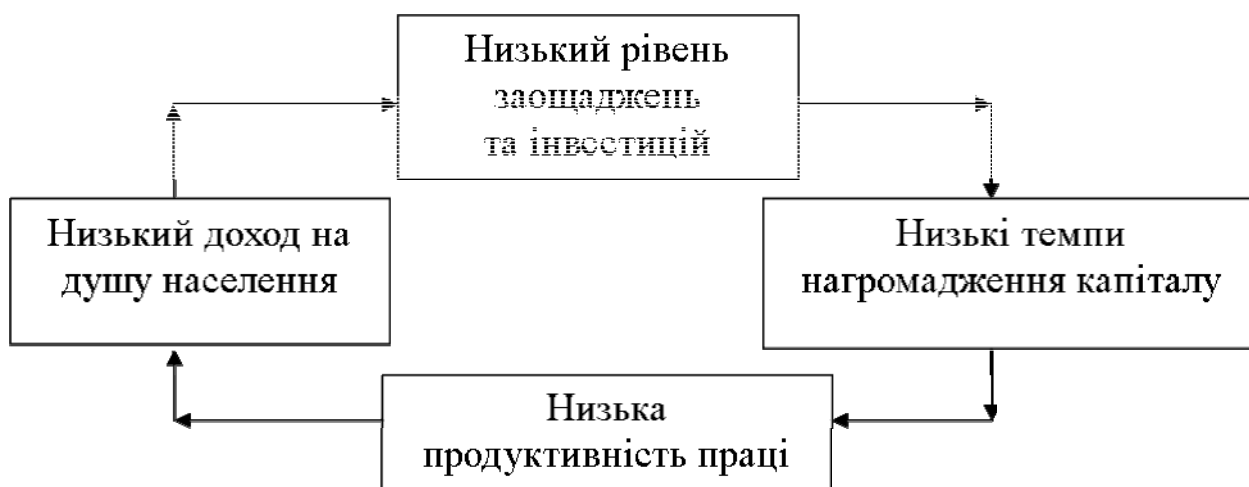 Низький рівень
заощаджень
та інвестицій
Низький доход на
душу населення
Низькі темпи
нагромадження капіталу
Низька
продуктивність праці